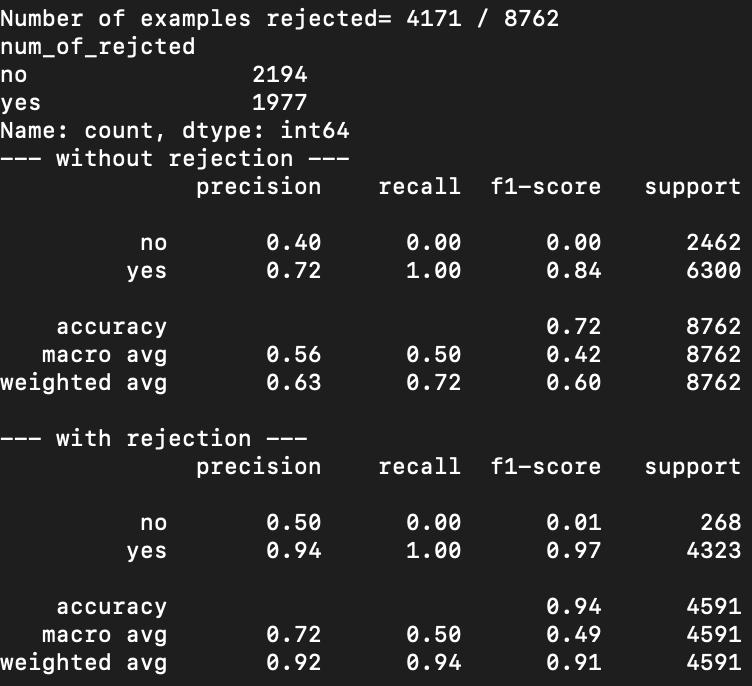 Number of examples rejected= 4171 / 8762
num_of_rejcted
no                2194
yes               1977
Name: count, dtype: int64
--- without rejection ---
              precision    recall  f1-score   support

          no       0.40      0.00      0.00      2462
         yes       0.72      1.00      0.84      6300

    accuracy                           0.72      8762
   macro avg       0.56      0.50      0.42      8762
weighted avg       0.63      0.72      0.60      8762

--- with rejection ---
              precision    recall  f1-score   support

          no       0.50      0.00      0.01       268
         yes       0.94      1.00      0.97      4323

    accuracy                           0.94      4591
   macro avg       0.72      0.50      0.49      4591
weighted avg       0.92      0.94      0.91      4591